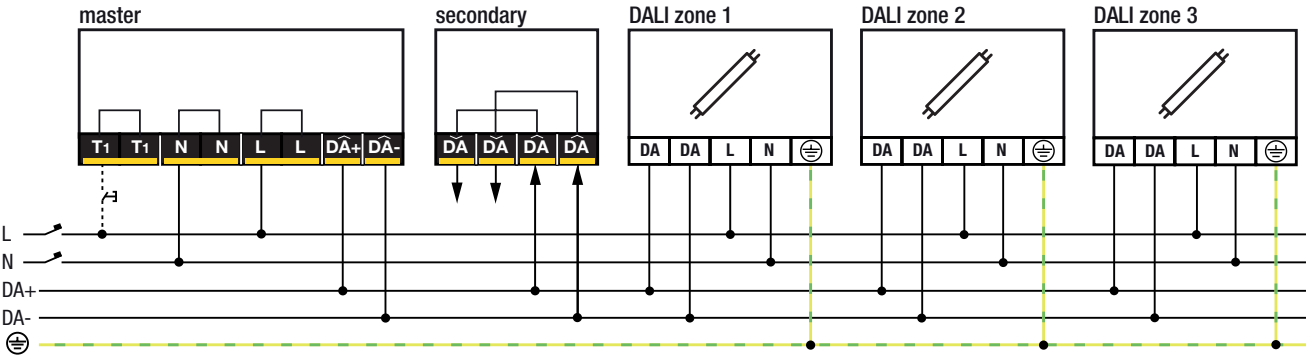 master secondary DALI zone 1 DALI zone 2 DALI zone 3
T1 T1 N N L L DA+ DA- DA DA DA DA DA DA L N DA DA L N DA DA L N
L
N
DA+
DA-